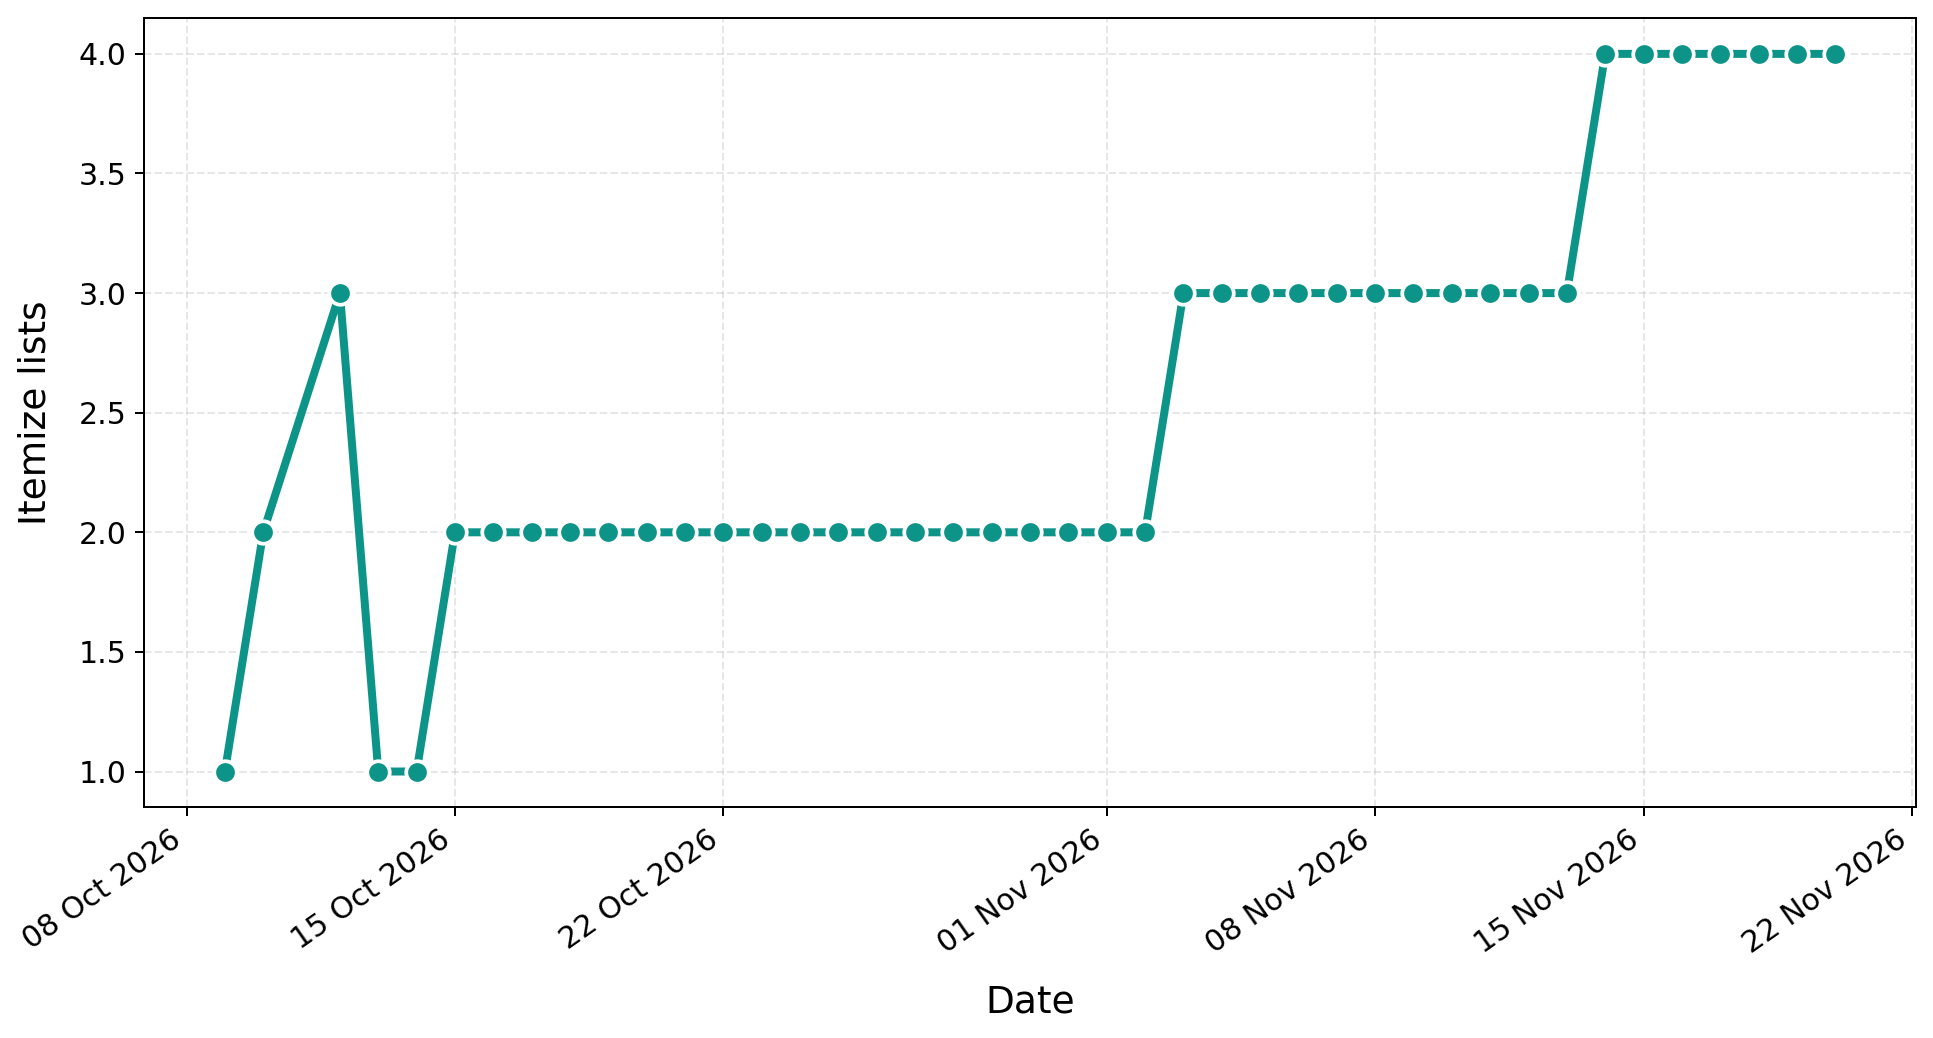 4.0
3.5
3.0
2.5
2.0
1.5
1.0
Itemize lists
08 Oct 2026
15 Oct 2026
22 Oct 2026
01 Nov 2026
08 Nov 2026
15 Nov 2026
22 Nov 2026
Date